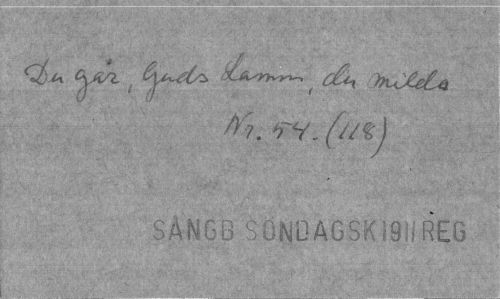 Du går, Guds Lamm, du milda
Nr. 54. (118)
SÅNGB SÖNDAGSK 1911 REG